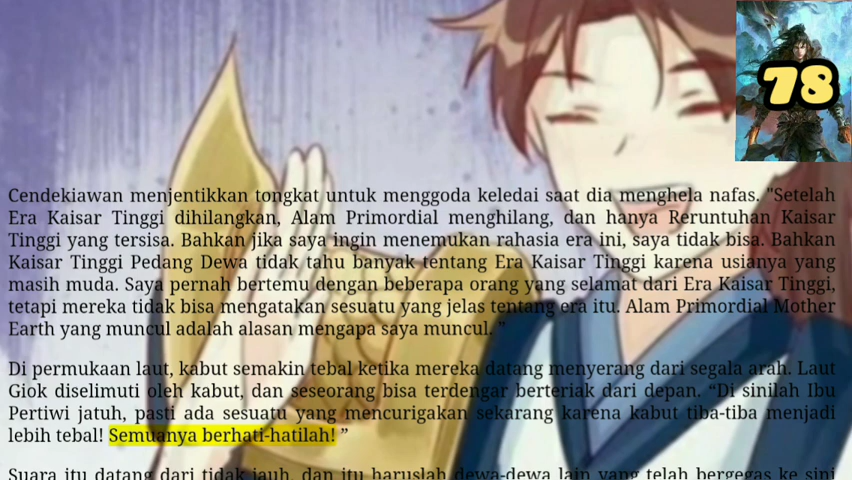 78
Cendekiawan menjentikkan tongkat untuk menggoda keledai saat dia menghela nafas. "Setelah
Era Kaisar Tinggi dihilangkan, Alam Primordial menghilang, dan hanya Reruntuhan Kaisar
Tinggi yang tersisa. Bahkan jika saya ingin menemukan rahasia era ini, saya tidak bisa. Bahkan
Kaisar Tinggi Pedang Dewa tidak tahu banyak tentang Era Kaisar Tinggi karena usianya yang
masih muda. Saya pernah bertemu dengan beberapa orang yang selamat dari Era Kaisar Tinggi,
tetapi mereka tidak bisa mengatakan sesuatu yang jelas tentang era itu. Alam Primordial Mother
Earth yang muncul adalah alasan mengapa saya muncul. "
Di permukaan laut, kabut semakin tebal ketika mereka datang menyerang dari segala arah. Laut
Giok diselimuti oleh kabut, dan seseorang bisa terdengar berteriak dari depan. “Di sinilah Ibu
Pertiwi jatuh, pasti ada sesuatu yang mencurigakan sekarang karena kabut tiba-tiba menjadi
lebih tebal! Semuanya berhati-hatilah! ”
Suara itu datang dari tidak jauh, dan itu haruslah dewa-dewa lain yang telah bergegas ke sini